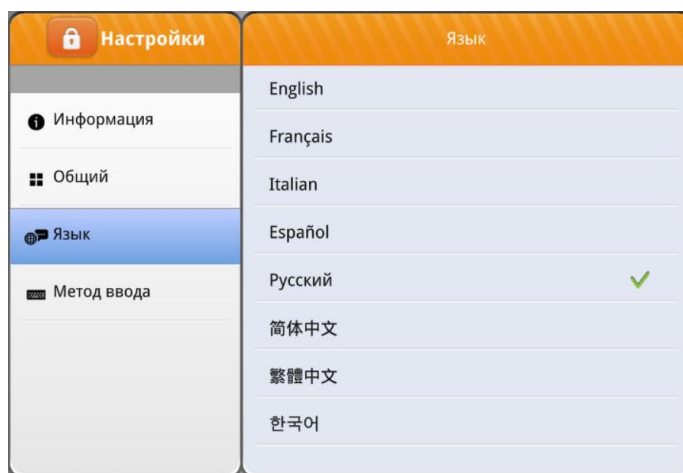 Настройки
Информация
Общий
Язык
Метод ввода
Язык
English
Français
Italian
Español
Русский
简体中文
繁體中文
한국어